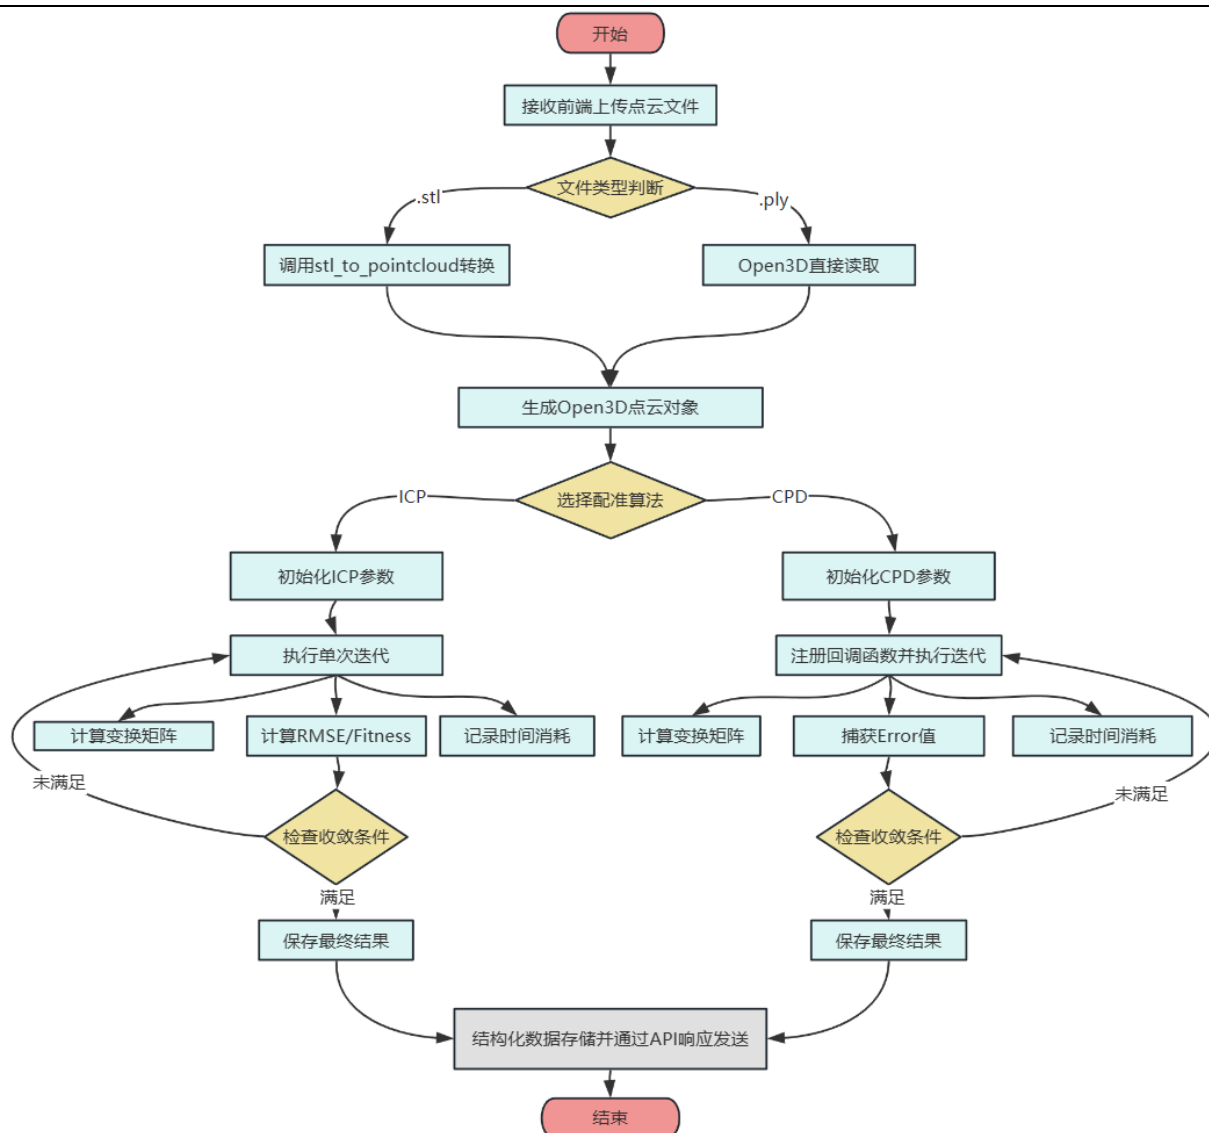 开始
接收前端上传点云文件
文件类型判断
.stl
.ply
调用stl_to_pointcloud转换
Open3D直接读取
生成Open3D点云对象
选择配准算法
ICP
CPD
初始化ICP参数
初始化CPD参数
执行单次迭代
注册回调函数并执行迭代
计算变换矩阵
计算RMSE/Fitness
记录时间消耗
计算变换矩阵
捕获Error值
记录时间消耗
未满足
未满足
检查收敛条件
检查收敛条件
满足
满足
保存最终结果
保存最终结果
结构化数据存储并通过API响应发送
结束